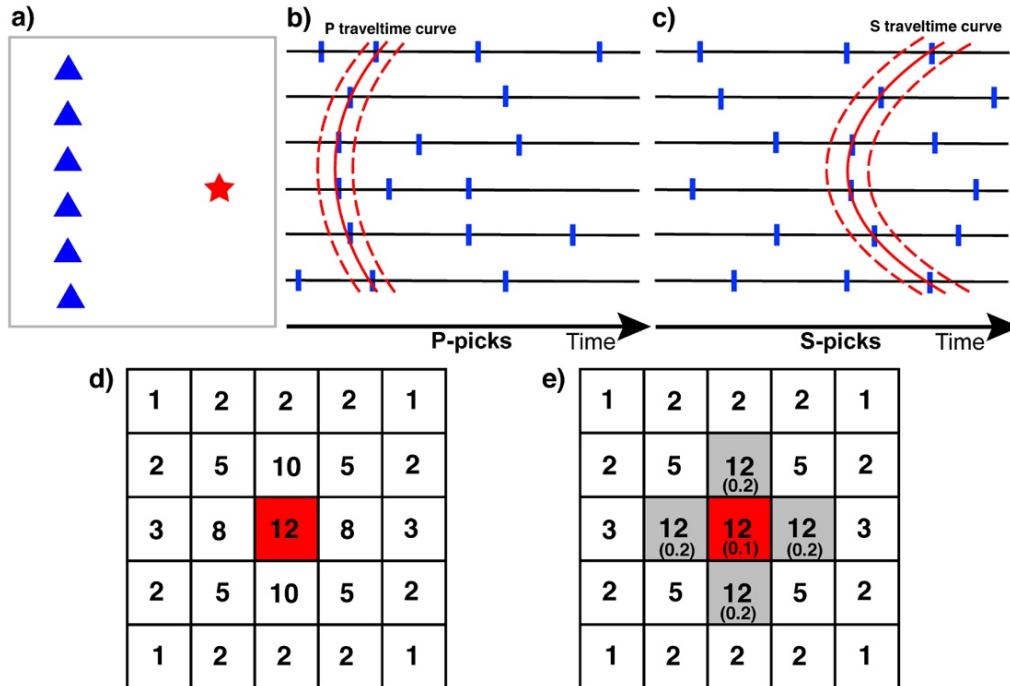 a)
b)
P traveltime curve
P-picks
Time
c)
S traveltime curve
S-picks
Time
d)
1 2 2 2 1
2 5 10 5 2
3 8 12 8 3
2 5 10 5 2
1 2 2 2 1
e)
1 2 2 2 1
2 5 12 5 2
(0.2)
3 12 12 12 3
(0.2) (0.1) (0.2)
2 5 12 5 2
(0.2)
1 2 2 2 1